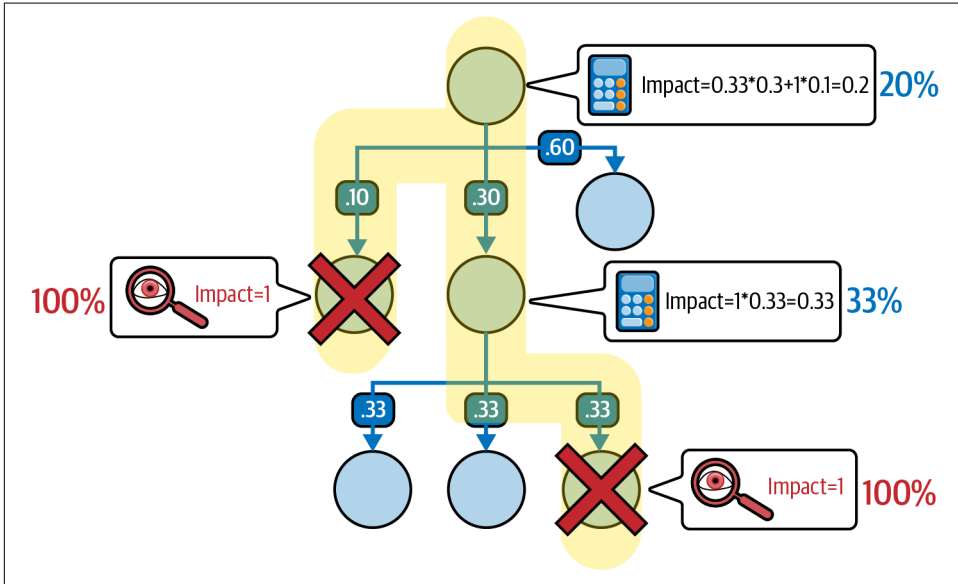 Impact=0.33*0.3+1*0.1=0.2
20%
.60
.10
.30
100%
Impact=1
Impact=1*0.33=0.33
33%
.33
.33
.33
Impact=1
100%